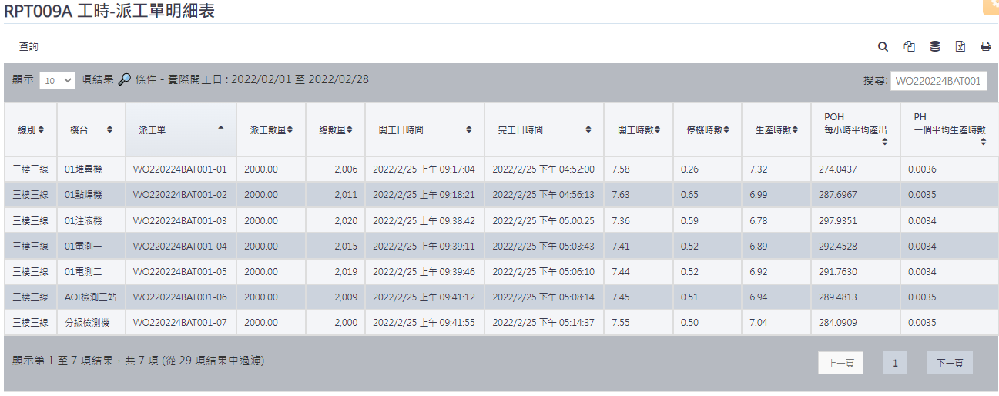 RPT009A 工時-派工單明細表
查詢
顯示 10 項結果 條件 - 實際開工日 : 2022/02/01 至 2022/02/28 搜尋: WO220224BAT001
線別 機台 派工單 派工數量 總數量 開工日時間 完工日時間 開工時數 停機時數 生產時數 POH 每小時平均產出 PH 一個平均生產時數
三樓三線 01堆疊機 WO220224BAT001-01 2000.00 2,006 2022/2/25 上午 09:17:04 2022/2/25 下午 04:52:00 7.58 0.26 7.32 274.0437 0.0036
三樓三線 01點焊機 WO220224BAT001-02 2000.00 2,011 2022/2/25 上午 09:18:21 2022/2/25 下午 04:56:13 7.63 0.65 6.99 287.6967 0.0035
三樓三線 01注液機 WO220224BAT001-03 2000.00 2,020 2022/2/25 上午 09:38:42 2022/2/25 下午 05:00:25 7.36 0.59 6.78 297.9351 0.0034
三樓三線 01電測一 WO220224BAT001-04 2000.00 2,015 2022/2/25 上午 09:39:11 2022/2/25 下午 05:03:43 7.41 0.52 6.89 292.4528 0.0034
三樓三線 01電測二 WO220224BAT001-05 2000.00 2,019 2022/2/25 上午 09:39:46 2022/2/25 下午 05:06:10 7.44 0.52 6.92 291.7630 0.0034
三樓三線 AOI檢測三站 WO220224BAT001-06 2000.00 2,009 2022/2/25 上午 09:41:12 2022/2/25 下午 05:08:14 7.45 0.51 6.94 289.4813 0.0035
三樓三線 分級檢測機 WO220224BAT001-07 2000.00 2,000 2022/2/25 上午 09:41:55 2022/2/25 下午 05:14:37 7.55 0.50 7.04 284.0909 0.0035
顯示第 1 至 7 項結果，共 7 項 (從 29 項結果中過濾) 上一頁 1 下一頁